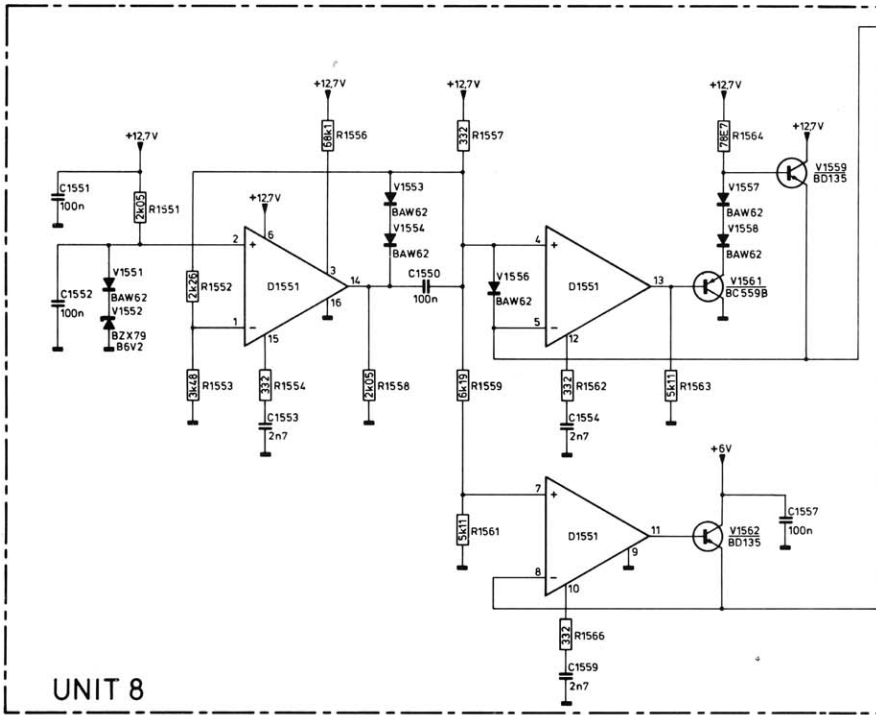 +12,7V
+12,7V
+12,7V
+12,7V
68k1
R1556
332
R1557
78E7
R1564
+12,7V
C1551
100n
2k05
R1551
V1553
BAW62
V1554
BAW62
+12,7V
6
V1557
BAW62
V1558
BAW62
V1559
BD135
2
+
3
14
16
D1551
1
−
15
C1550
100n
C1552
100n
V1551
BAW62
V1552
BZX79
B6V2
2k26
R1552
4
+
V1556
BAW62
D1551
13
5
−
12
V1561
BC559B
3k48
R1553
332
R1554
2k05
R1558
6k19
R1559
332
R1562
5k11
R1563
C1553
2n7
C1554
2n7
+6V
7
+
D1551
11
9
8
−
10
5k11
R1561
V1562
BD135
C1557
100n
332
R1566
C1559
2n7
UNIT 8